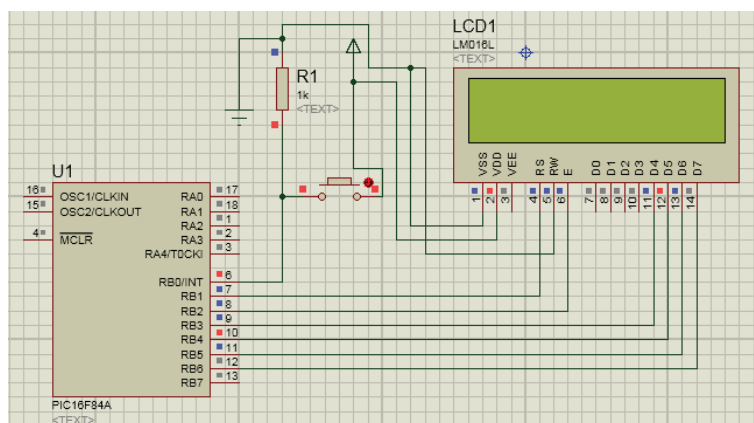 LCD1
LM016L
<TEXT>
R1
1k
<TEXT>
VSS VDD VEE RS RW E D0 D1 D2 D3 D4 D5 D6 D7
1 2 3 4 5 6 7 8 9 10 11 12 13 14
U1
16 OSC1/CLKIN RA0 17
15 OSC2/CLKOUT RA1 18
RA2 1
4 MCLR RA3 2
RA4/T0CKI 3
RB0/INT 6
RB1 7
RB2 8
RB3 9
RB4 10
RB5 11
RB6 12
RB7 13
PIC16F84A
<TEXT>